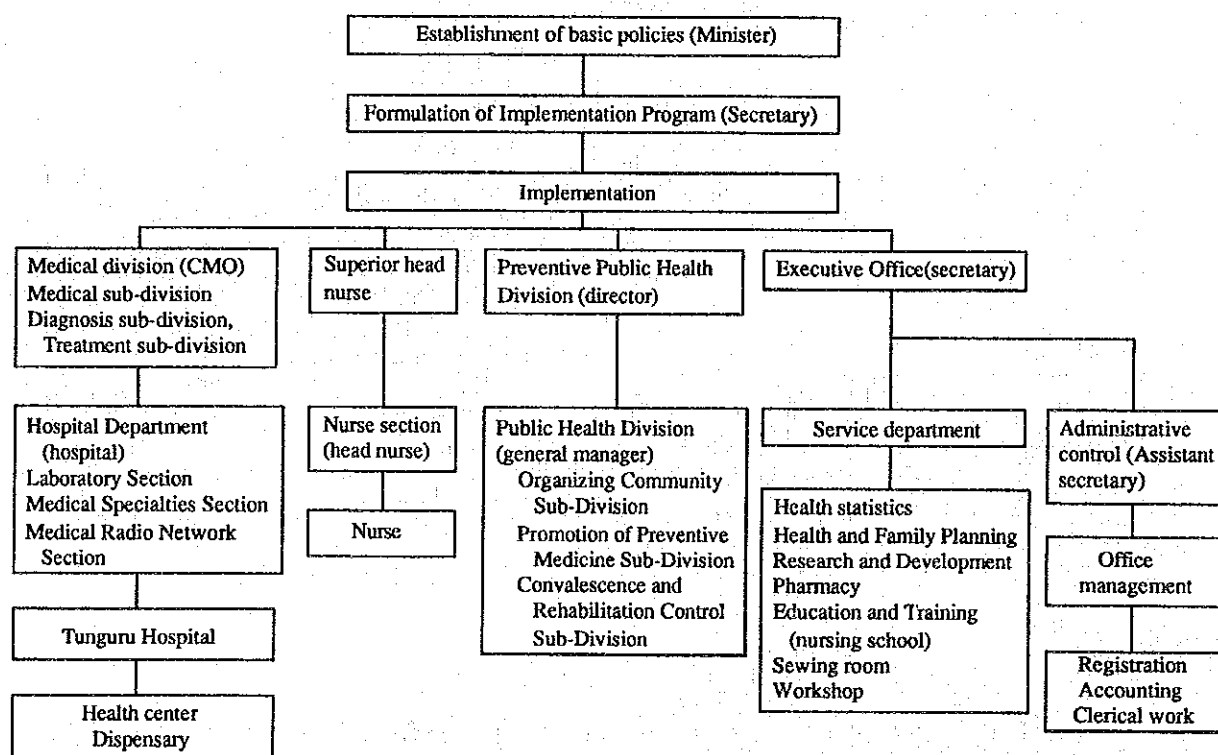 Establishment of basic policies (Minister)
Formulation of Implementation Program (Secretary)
Implementation
Medical division (CMO)
Medical sub-division
Diagnosis sub-division,
Treatment sub-division
Superior head
nurse
Preventive Public Health
Division (director)
Executive Office(secretary)
Hospital Department
(hospital)
Laboratory Section
Medical Specialties Section
Medical Radio Network
Section
Nurse section
(head nurse)
Nurse
Public Health Division
(general manager)
Organizing Community
Sub-Division
Promotion of Preventive
Medicine Sub-Division
Convalescence and
Rehabilitation Control
Sub-Division
Service department
Administrative
control (Assistant
secretary)
Health statistics
Health and Family Planning
Research and Development
Pharmacy
Education and Training
(nursing school)
Sewing room
Workshop
Office
management
Tunguru Hospital
Registration
Accounting
Clerical work
Health center
Dispensary